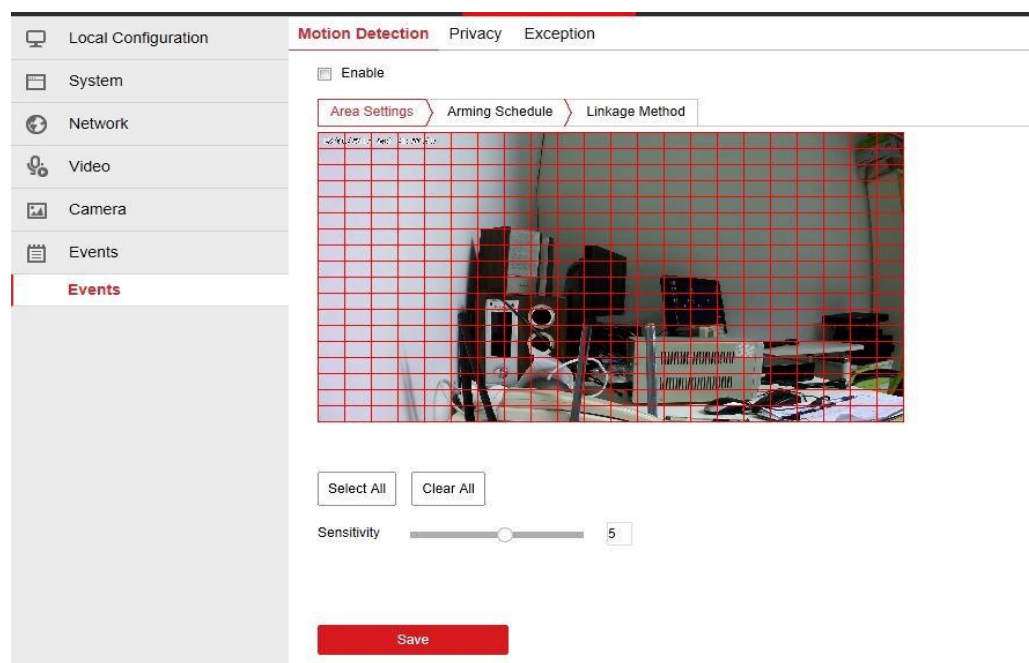 Local Configuration
System
Network
Video
Camera
Events
Events
Motion Detection Privacy Exception
Enable
Area Settings Arming Schedule Linkage Method
Select All Clear All
Sensitivity 5
Save